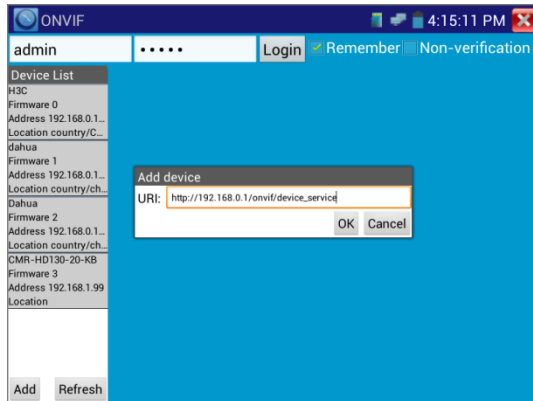 ONVIF
4:15:11 PM
admin
•••••
Login
Remember
Non-verification
Device List
H3C
Firmware 0
Address 192.168.0.1...
Location country/C...
dahua
Firmware 1
Address 192.168.0.1...
Location country/ch...
Dahua
Firmware 2
Address 192.168.0.1...
Location country/ch...
CMR-HD130-20-KB
Firmware 3
Address 192.168.1.99
Location
Add device
URI: http://192.168.0.1/onvif/device_service
OK Cancel
Add Refresh